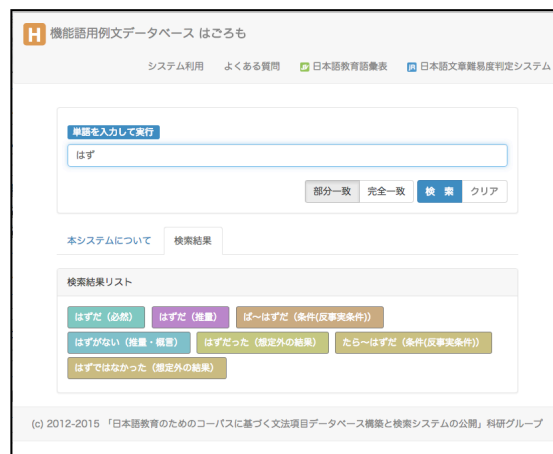 H 機能語用例文データベース はごろも
システム利用 よくある質問 JP 日本語教育語彙表 jR 日本語文章難易度判定システム
単語を入力して実行
はず
部分一致 完全一致 検 索 クリア
本システムについて 検索結果
検索結果リスト
はずだ（必然） はずだ（推量） ば〜はずだ（条件(反事実条件)）
はずがない（推量・概言） はずだった（想定外の結果） たら〜はずだ（条件(反事実条件)）
はずではなかった（想定外の結果）
(c) 2012-2015 「日本語教育のためのコーパスに基づく文法項目データベース構築と検索システムの公開」科研グループ